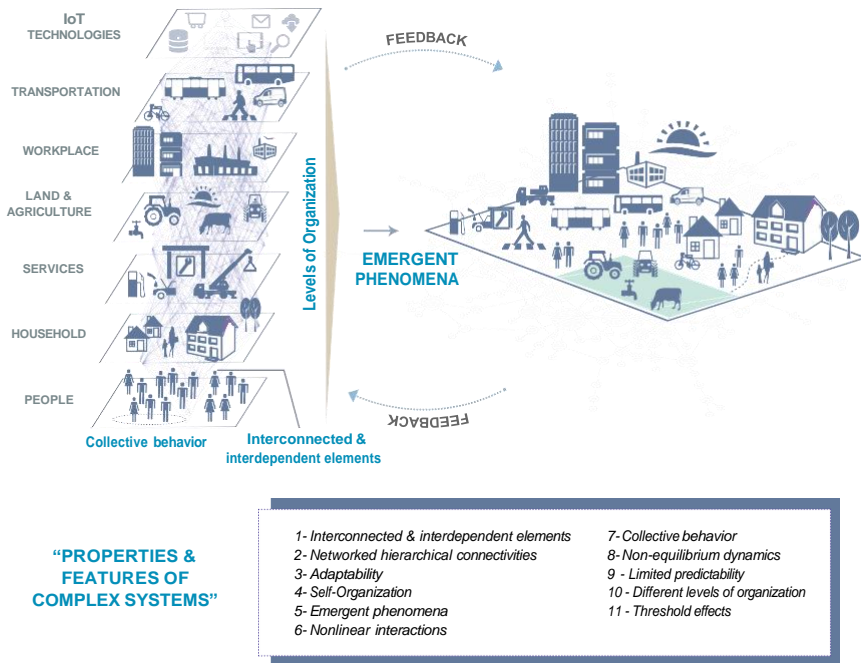 IoT
TECHNOLOGIES
TRANSPORTATION
WORKPLACE
LAND &
AGRICULTURE
SERVICES
HOUSEHOLD
PEOPLE
Levels of Organization
FEEDBACK
EMERGENT
PHENOMENA
FEEDBACK
Collective behavior
Interconnected &
interdependent elements
“PROPERTIES &
FEATURES OF
COMPLEX SYSTEMS”
1- Interconnected & interdependent elements
2- Networked hierarchical connectivities
3- Adaptability
4- Self-Organization
5- Emergent phenomena
6- Nonlinear interactions
7- Collective behavior
8- Non-equilibrium dynamics
9 - Limited predictability
10 - Different levels of organization
11 - Threshold effects